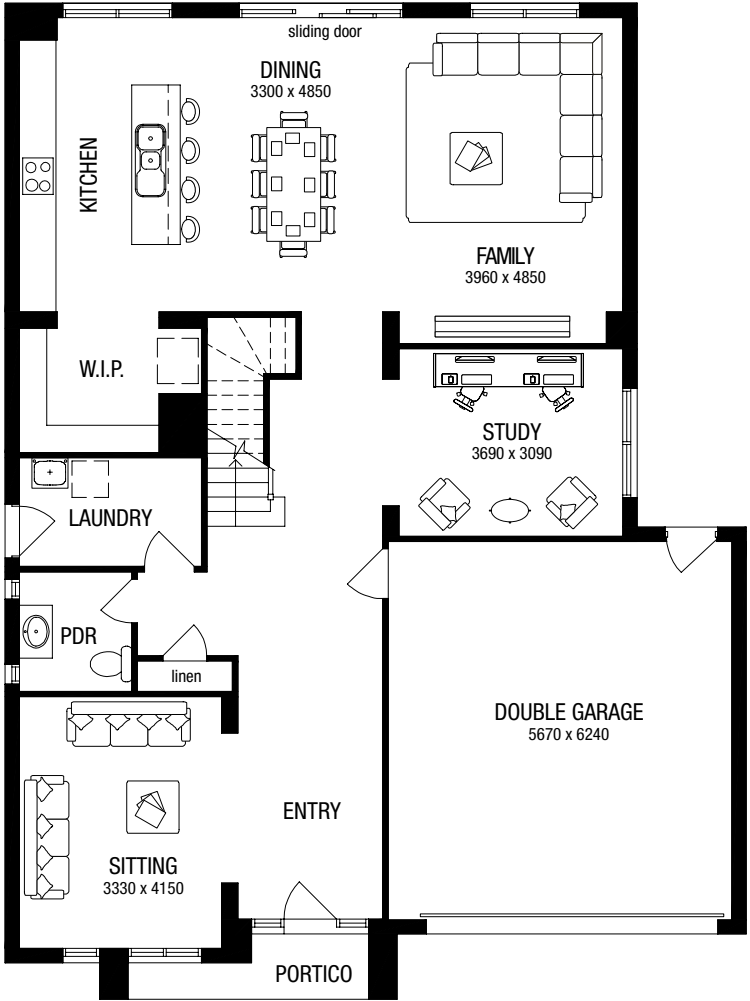 sliding door
DINING
3300 x 4850
KITCHEN
FAMILY
3960 x 4850
W.I.P.
STUDY
3690 x 3090
LAUNDRY
PDR
linen
DOUBLE GARAGE
5670 x 6240
ENTRY
SITTING
3330 x 4150
PORTICO